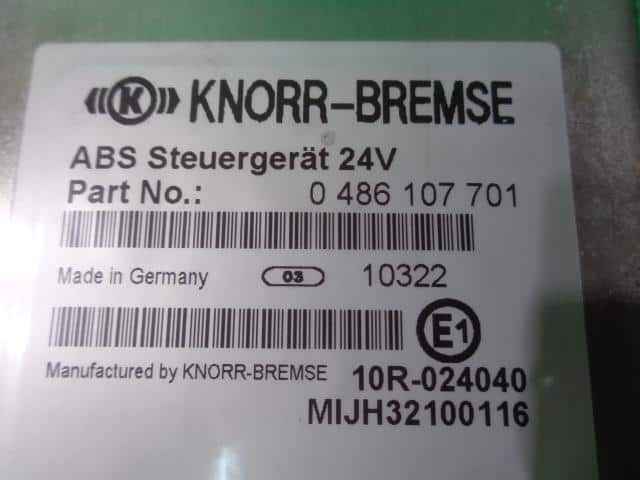 K KNORR-BREMSE
ABS Steuergerät 24V
Part No.: 0 486 107 701
Made in Germany 03 10322
E1
Manufactured by KNORR-BREMSE 10R-024040
MIJH32100116